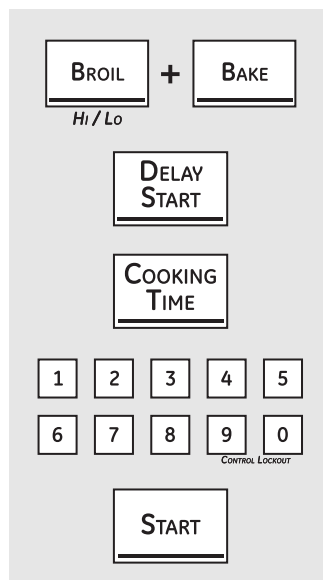 BROIL + BAKE
HI / LO
DELAY
START
COOKING
TIME
1 2 3 4 5
6 7 8 9 0
CONTROL LOCKOUT
START